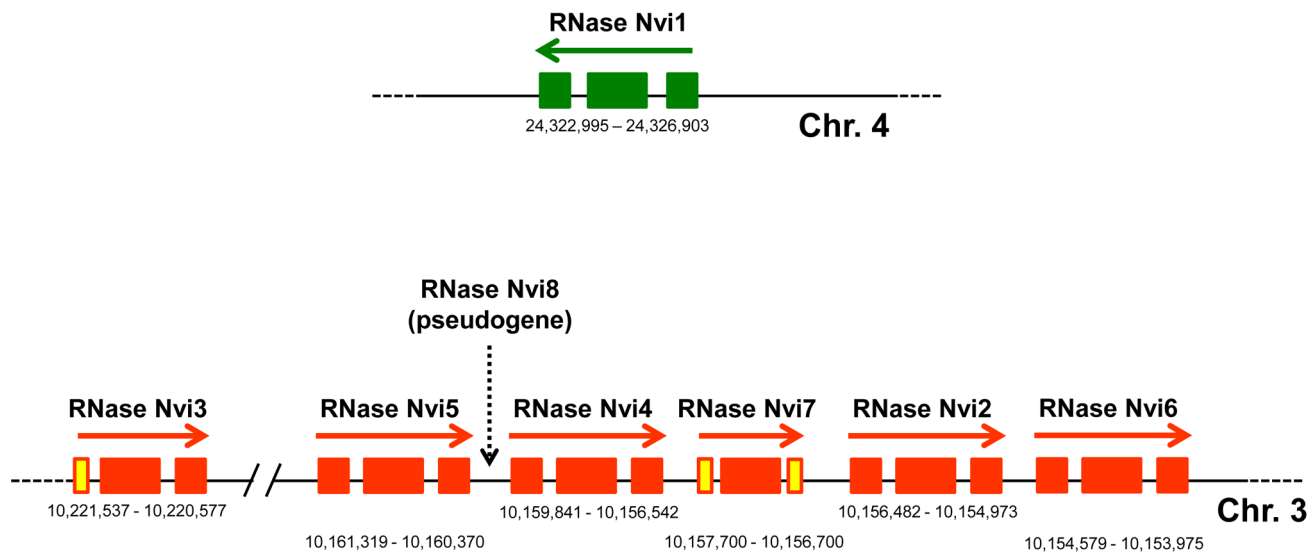 RNase Nvi1
24,322,995 – 24,326,903
Chr. 4
RNase Nvi8
(pseudogene)
RNase Nvi3 RNase Nvi5 RNase Nvi4 RNase Nvi7 RNase Nvi2 RNase Nvi6
10,221,537 - 10,220,577 10,159,841 - 10,156,542 10,156,482 - 10,154,973 Chr. 3
10,161,319 - 10,160,370 10,157,700 - 10,156,700 10,154,579 - 10,153,975